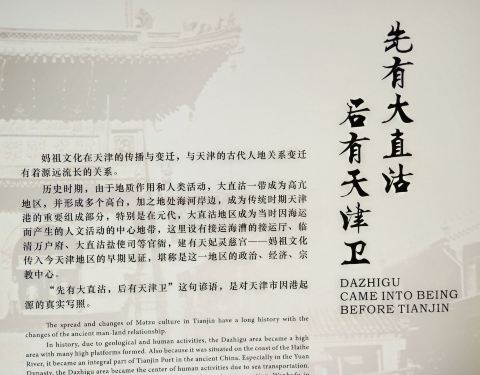 先有大直沽
后有天津卫
DAZHIGU
CAME INTO BEING
BEFORE TIANJIN
妈祖文化在天津的传播与变迁，与天津的古代人地关系变迁
有着源远流长的关系。
历史时期，由于地质作用和人类活动，大直沽一带成为高亢
地区，并形成多个高台，加之地处海河岸边，成为传统时期天津
港的重要组成部分，特别是在元代，大直沽地区成为当时因海运
而产生的人文活动的中心地带，这里设有接运海漕的接运厅、临
清万户府、大直沽盐使司等官衙，建有天妃灵慈宫——妈祖文化
传入今天津地区的早期见证，堪称是这一地区的政治、经济、宗
教中心。
“先有大直沽，后有天津卫”这句谚语，是对天津市因港起
源的真实写照。
The spread and changes of Matzu culture in Tianjin have a long history with the
changes of the ancient man-land relationship.
In history, due to geological and human activities, the Dazhigu area became a high
area with many high platforms formed. Also because it was situated on the coast of the Haihe
River, it became an integral part of Tianjin Port in the ancient China. Especially in the Yuan
Dynasty, the Dazhigu area became the center of human activities due to sea transportation.